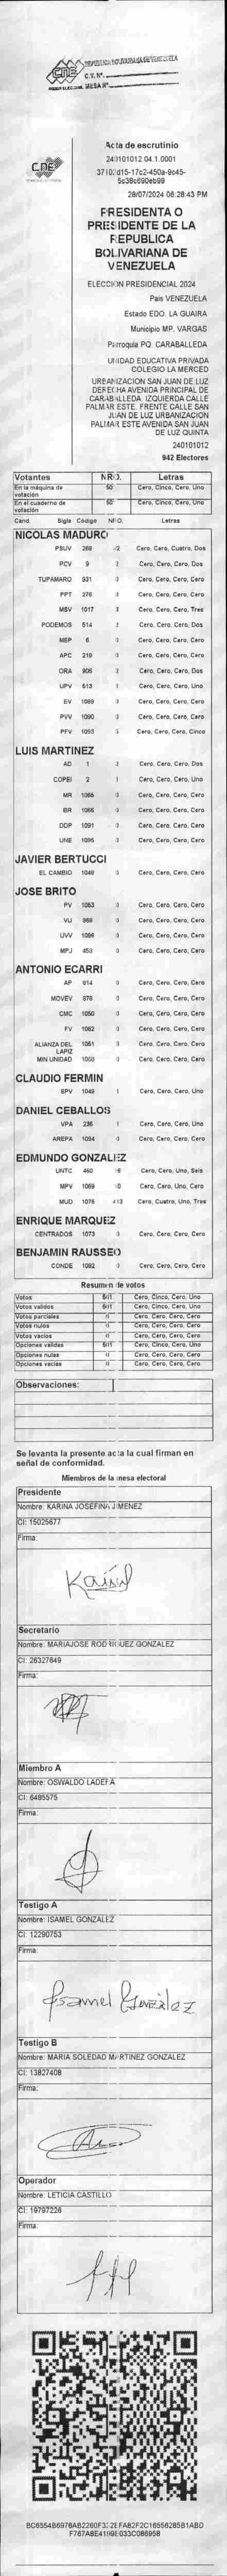 CNE
REPUBLICA BOLIVARIANA DE VENEZUELA
C.V. Nº.
PODER ELECTORAL MESA Nº
CNE
Acta de escrutinio
240101012.04.1.0001
28/07/2024 06:28:43 PM
PRESIDENTA O
PRESIDENTE DE LA
REPUBLICA
BOLIVARIANA DE
VENEZUELA
ELECCION PRESIDENCIAL 2024
Pais VENEZUELA
Estado EDO. LA GUAIRA
Municipio MP. VARGAS
Parroquia PQ. CARABALLEDA
UNIDAD EDUCATIVA PRIVADA
COLEGIO LA MERCED
URBANIZACION SAN JUAN DE LUZ
DERECHA AVENIDA PRINCIPAL DE
CARABALLEDA. IZQUIERDA CALLE
PALMAR ESTE. FRENTE CALLE SAN
JUAN DE LUZ URBANIZACION
PALMAR ESTE AVENIDA SAN JUAN
DE LUZ QUINTA
240101012
942 Electores
Votantes NRO. Letras
En la máquina de votación 501 Cero, Cinco, Cero, Uno
En el cuaderno de votación 501 Cero, Cinco, Cero, Uno
Cand. Sigla Código NRO. Letras
NICOLAS MADURO
PSUV 268 42 Cero, Cero, Cuatro, Dos
PCV 9 2 Cero, Cero, Cero, Dos
TUPAMARO 931 0 Cero, Cero, Cero, Cero
PPT 276 0 Cero, Cero, Cero, Cero
MSV 1017 3 Cero, Cero, Cero, Tres
PODEMOS 514 2 Cero, Cero, Cero, Dos
MEP 6 0 Cero, Cero, Cero, Cero
APC 219 0 Cero, Cero, Cero, Cero
ORA 906 2 Cero, Cero, Cero, Dos
UPV 613 1 Cero, Cero, Cero, Uno
EV 1089 0 Cero, Cero, Cero, Cero
PVV 1090 0 Cero, Cero, Cero, Cero
PFV 1093 5 Cero, Cero, Cero, Cinco
LUIS MARTINEZ
AD 1 2 Cero, Cero, Cero, Dos
COPEI 2 1 Cero, Cero, Cero, Uno
MR 1065 0 Cero, Cero, Cero, Cero
BR 1066 0 Cero, Cero, Cero, Cero
DDP 1091 0 Cero, Cero, Cero, Cero
UNE 1095 0 Cero, Cero, Cero, Cero
JAVIER BERTUCCI
EL CAMBIO 1048 0 Cero, Cero, Cero, Cero
JOSE BRITO
PV 1053 0 Cero, Cero, Cero, Cero
VU 968 0 Cero, Cero, Cero, Cero
UVV 1096 0 Cero, Cero, Cero, Cero
MPJ 453 0 Cero, Cero, Cero, Cero
ANTONIO ECARRI
AP 914 0 Cero, Cero, Cero, Cero
MOVEV 878 0 Cero, Cero, Cero, Cero
CMC 1050 0 Cero, Cero, Cero, Cero
FV 1062 0 Cero, Cero, Cero, Cero
ALIANZA DEL LAPIZ 1051 0 Cero, Cero, Cero, Cero
MIN UNIDAD 1068 0 Cero, Cero, Cero, Cero
CLAUDIO FERMIN
SPV 1049 1 Cero, Cero, Cero, Uno
DANIEL CEBALLOS
VPA 236 1 Cero, Cero, Cero, Uno
AREPA 1094 0 Cero, Cero, Cero, Cero
EDMUNDO GONZALEZ
UNTC 460 16 Cero, Cero, Uno, Seis
MPV 1069 10 Cero, Cero, Uno, Cero
MUD 1075 413 Cero, Cuatro, Uno, Tres
ENRIQUE MARQUEZ
CENTRADOS 1073 0 Cero, Cero, Cero, Cero
BENJAMIN RAUSSEO
CONDE 1082 0 Cero, Cero, Cero, Cero
Resumen de votos
Votos 501 Cero, Cinco, Cero, Uno
Votos validos 501 Cero, Cinco, Cero, Uno
Votos parciales 0 Cero, Cero, Cero, Cero
Votos nulos 0 Cero, Cero, Cero, Cero
Votos vacios 0 Cero, Cero, Cero, Cero
Opciones validas 501 Cero, Cinco, Cero, Uno
Opciones nulas 0 Cero, Cero, Cero, Cero
Opciones vacias 0 Cero, Cero, Cero, Cero
Observaciones:
Se levanta la presente acta la cual firman en
señal de conformidad.
Miembros de la mesa electoral
Presidente
Nombre: KARINA JOSEFINA JIMENEZ
CI: 15025677
Firma:
Secretario
Nombre: MARIAJOSE RODRIGUEZ GONZALEZ
CI: 26327649
Firma:
Miembro A
Nombre: OSWALDO LADERA
CI: 6485575
Firma:
Testigo A
Nombre: ISAMEL GONZALEZ
CI: 12290753
Firma:
Isamel González
Testigo B
Nombre: MARIA SOLEDAD MARTINEZ GONZALEZ
CI: 13827408
Firma:
Operador
Nombre: LETICIA CASTILLO
CI: 19797226
Firma: